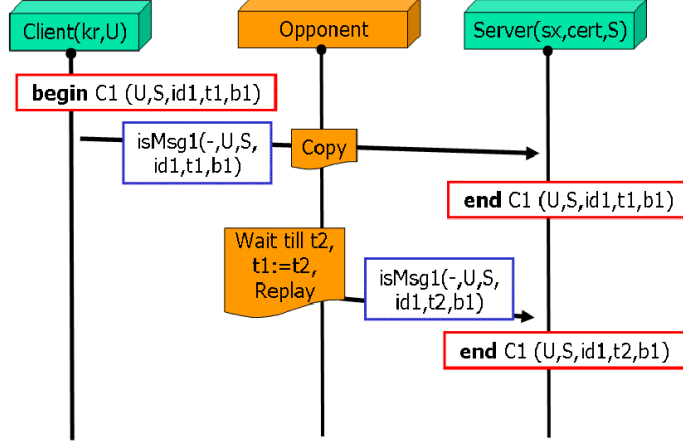 Client(kr,U)
Opponent
Server(sx,cert,S)
begin C1 (U,S,id1,t1,b1)
isMsg1(-,U,S,
id1,t1,b1)
Copy
end C1 (U,S,id1,t1,b1)
Wait till t2,
t1:=t2,
Replay
isMsg1(-,U,S,
id1,t2,b1)
end C1 (U,S,id1,t2,b1)